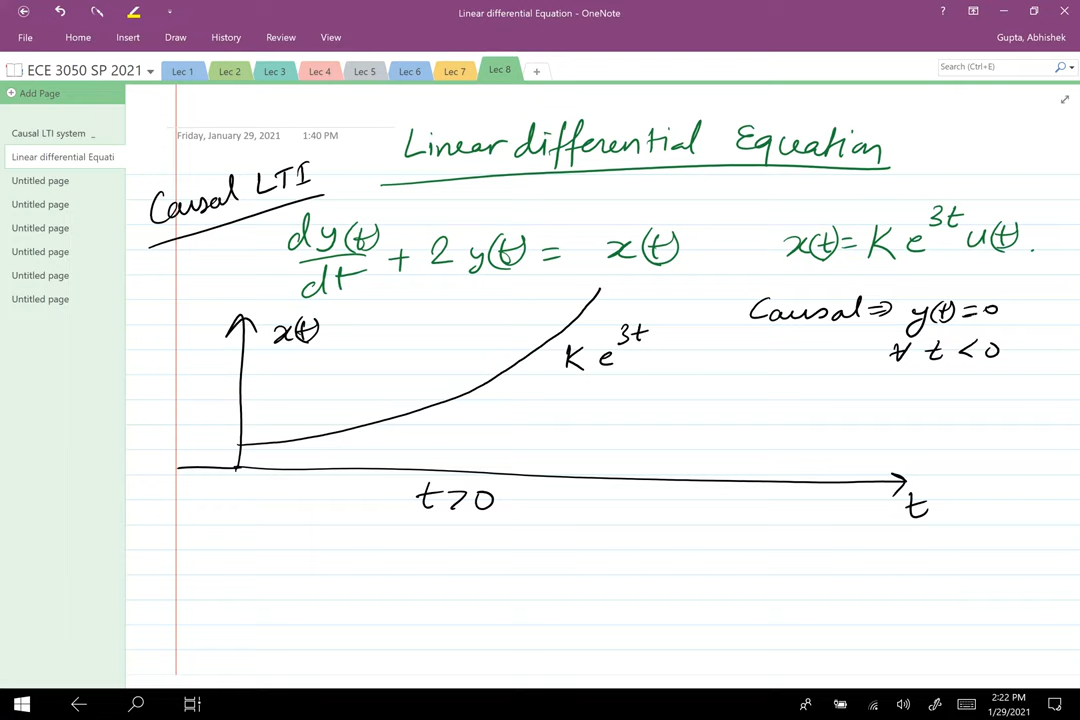 Linear differential Equation - OneNote
Gupta, Abhishek
File Home Insert Draw History Review View
ECE 3050 SP 2021
Lec 1 Lec 2 Lec 3 Lec 4 Lec 5 Lec 6 Lec 7 Lec 8
Search (Ctrl+E)
Add Page
Causal LTI system
Linear differential Equati
Untitled page
Untitled page
Untitled page
Untitled page
Untitled page
Untitled page
Friday, January 29, 2021 1:40 PM
Linear differential Equation
Causal LTI
dy(t)/dt + 2y(t) = x(t) x(t) = K e^{3t} u(t).
Causal ⇒ y(t) = 0
∀ t < 0
x(t)
K e^{3t}
t > 0
t
2:22 PM
1/29/2021